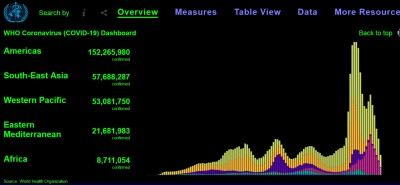 Search by Overview Measures Table View Data More Resource
WHO Coronavirus (COVID-19) Dashboard
Back to top
Americas 152,265,980
confirmed
South-East Asia 57,688,287
confirmed
Western Pacific 53,081,750
confirmed
Eastern
Mediterranean 21,681,983
confirmed
Africa 8,711,054
confirmed
Source: World Health Organization